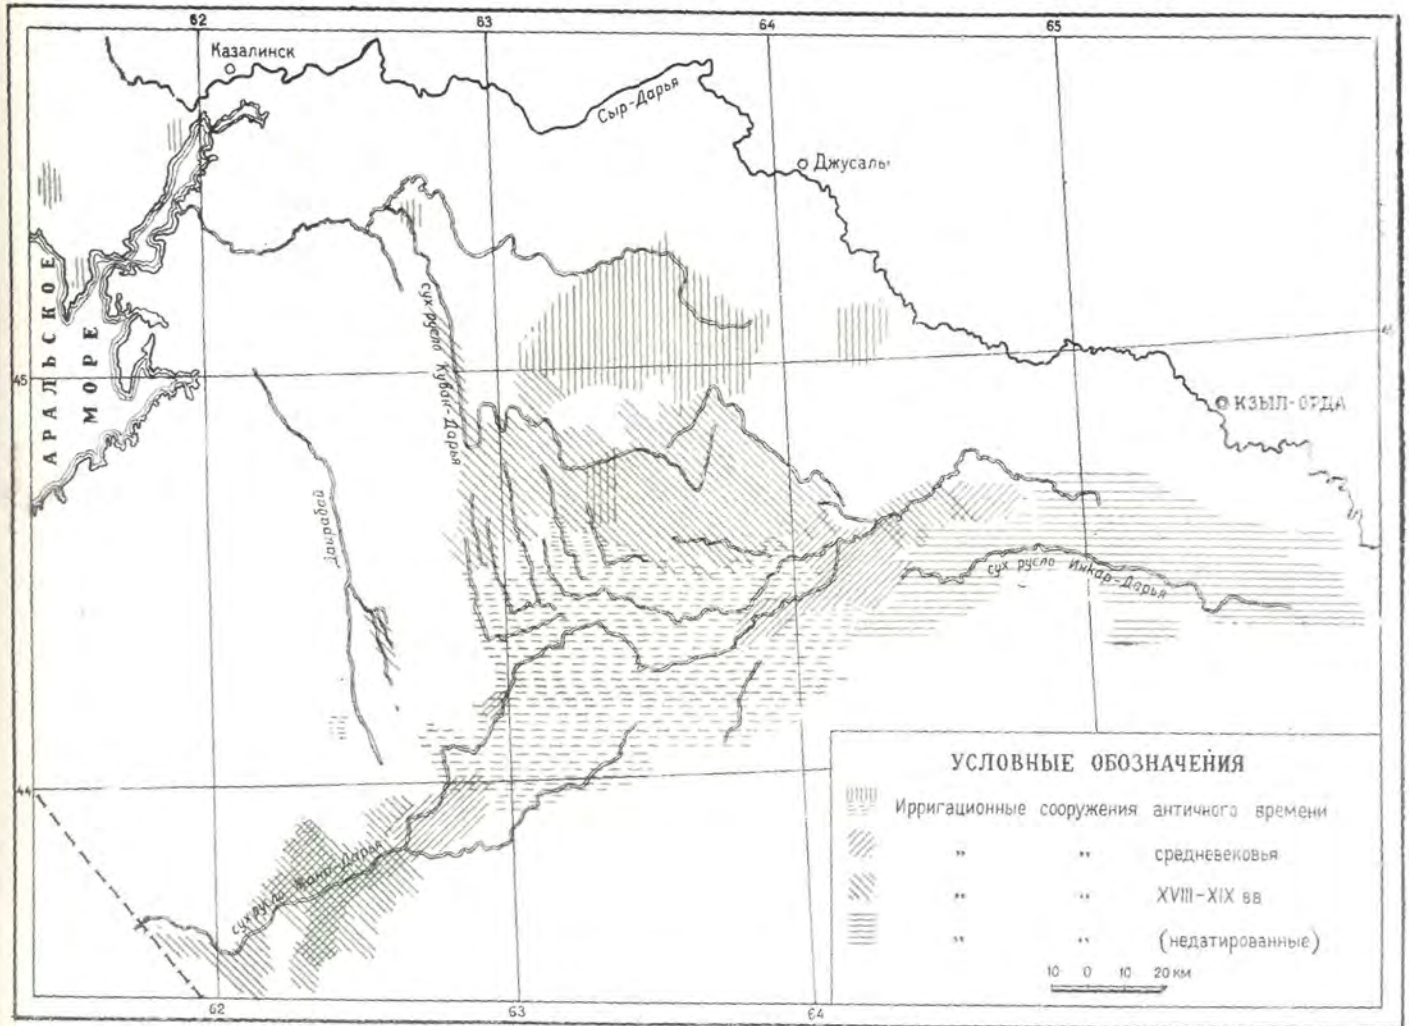 62 63 64 65
Казалинск
Сыр-Дарья
Джусалы
АРАЛЬСКОЕ
МОРЕ
сух русло Куван-Дарья
45
КЗЫЛ-ОРДА
сух русло Инкар-Дарья
44
сух русло Жаны-Дарья
УСЛОВНЫЕ ОБОЗНАЧЕНИЯ
Ирригационные сооружения античного времени
„ „ средневековья
„ „ XVIII-XIX вв
„ „ (недатированные)
10 0 10 20 км
62 63 64